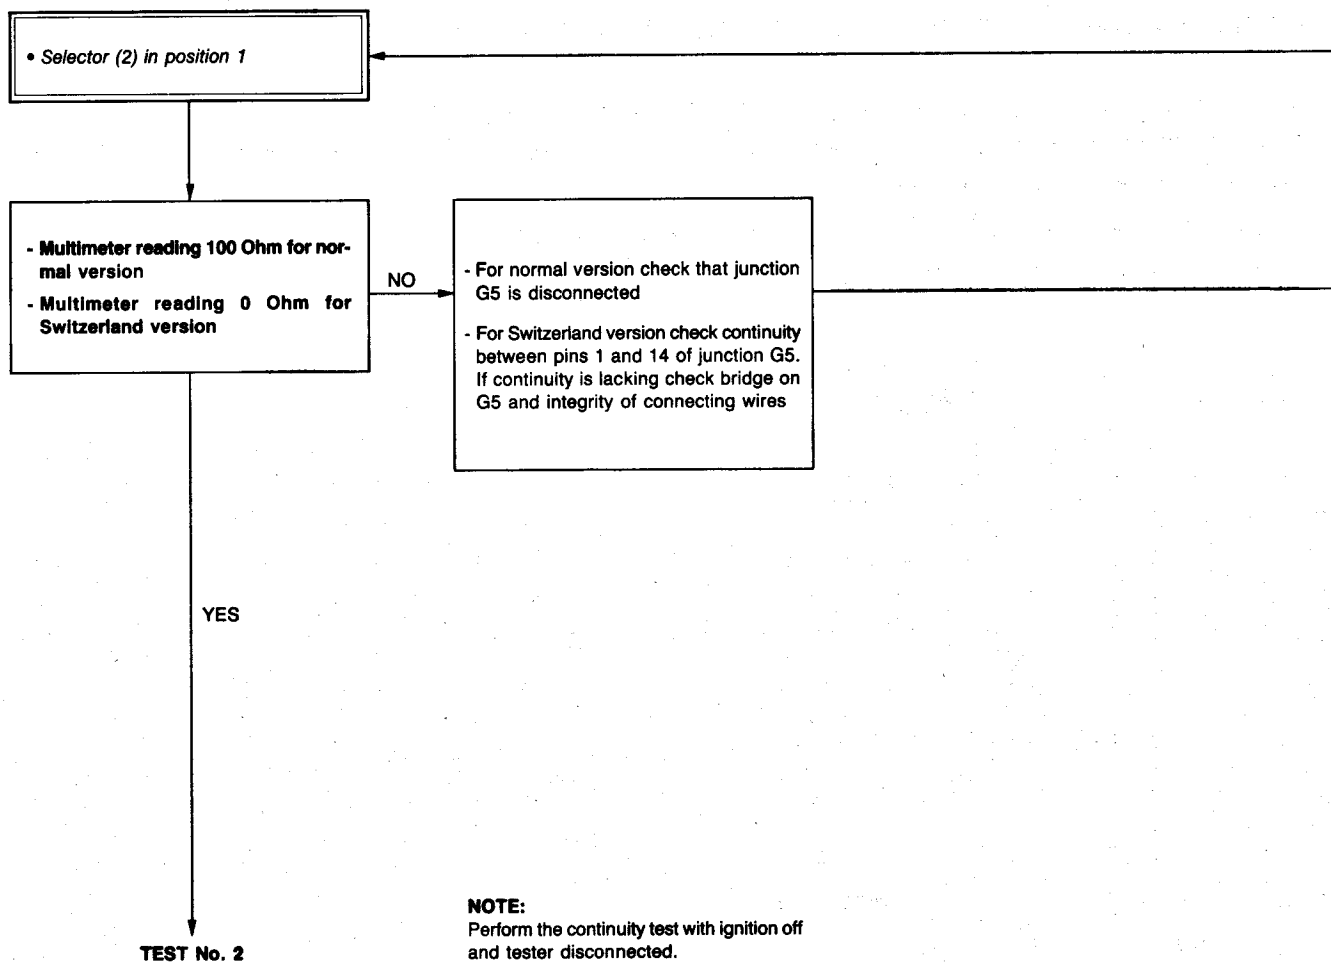 • Selector (2) in position 1
- Multimeter reading 100 Ohm for nor-
mal version
- Multimeter reading 0 Ohm for
Switzerland version
NO
- For normal version check that junction
G5 is disconnected
- For Switzerland version check continuity
between pins 1 and 14 of junction G5.
If continuity is lacking check bridge on
G5 and integrity of connecting wires
YES
TEST No. 2
NOTE:
Perform the continuity test with ignition off
and tester disconnected.